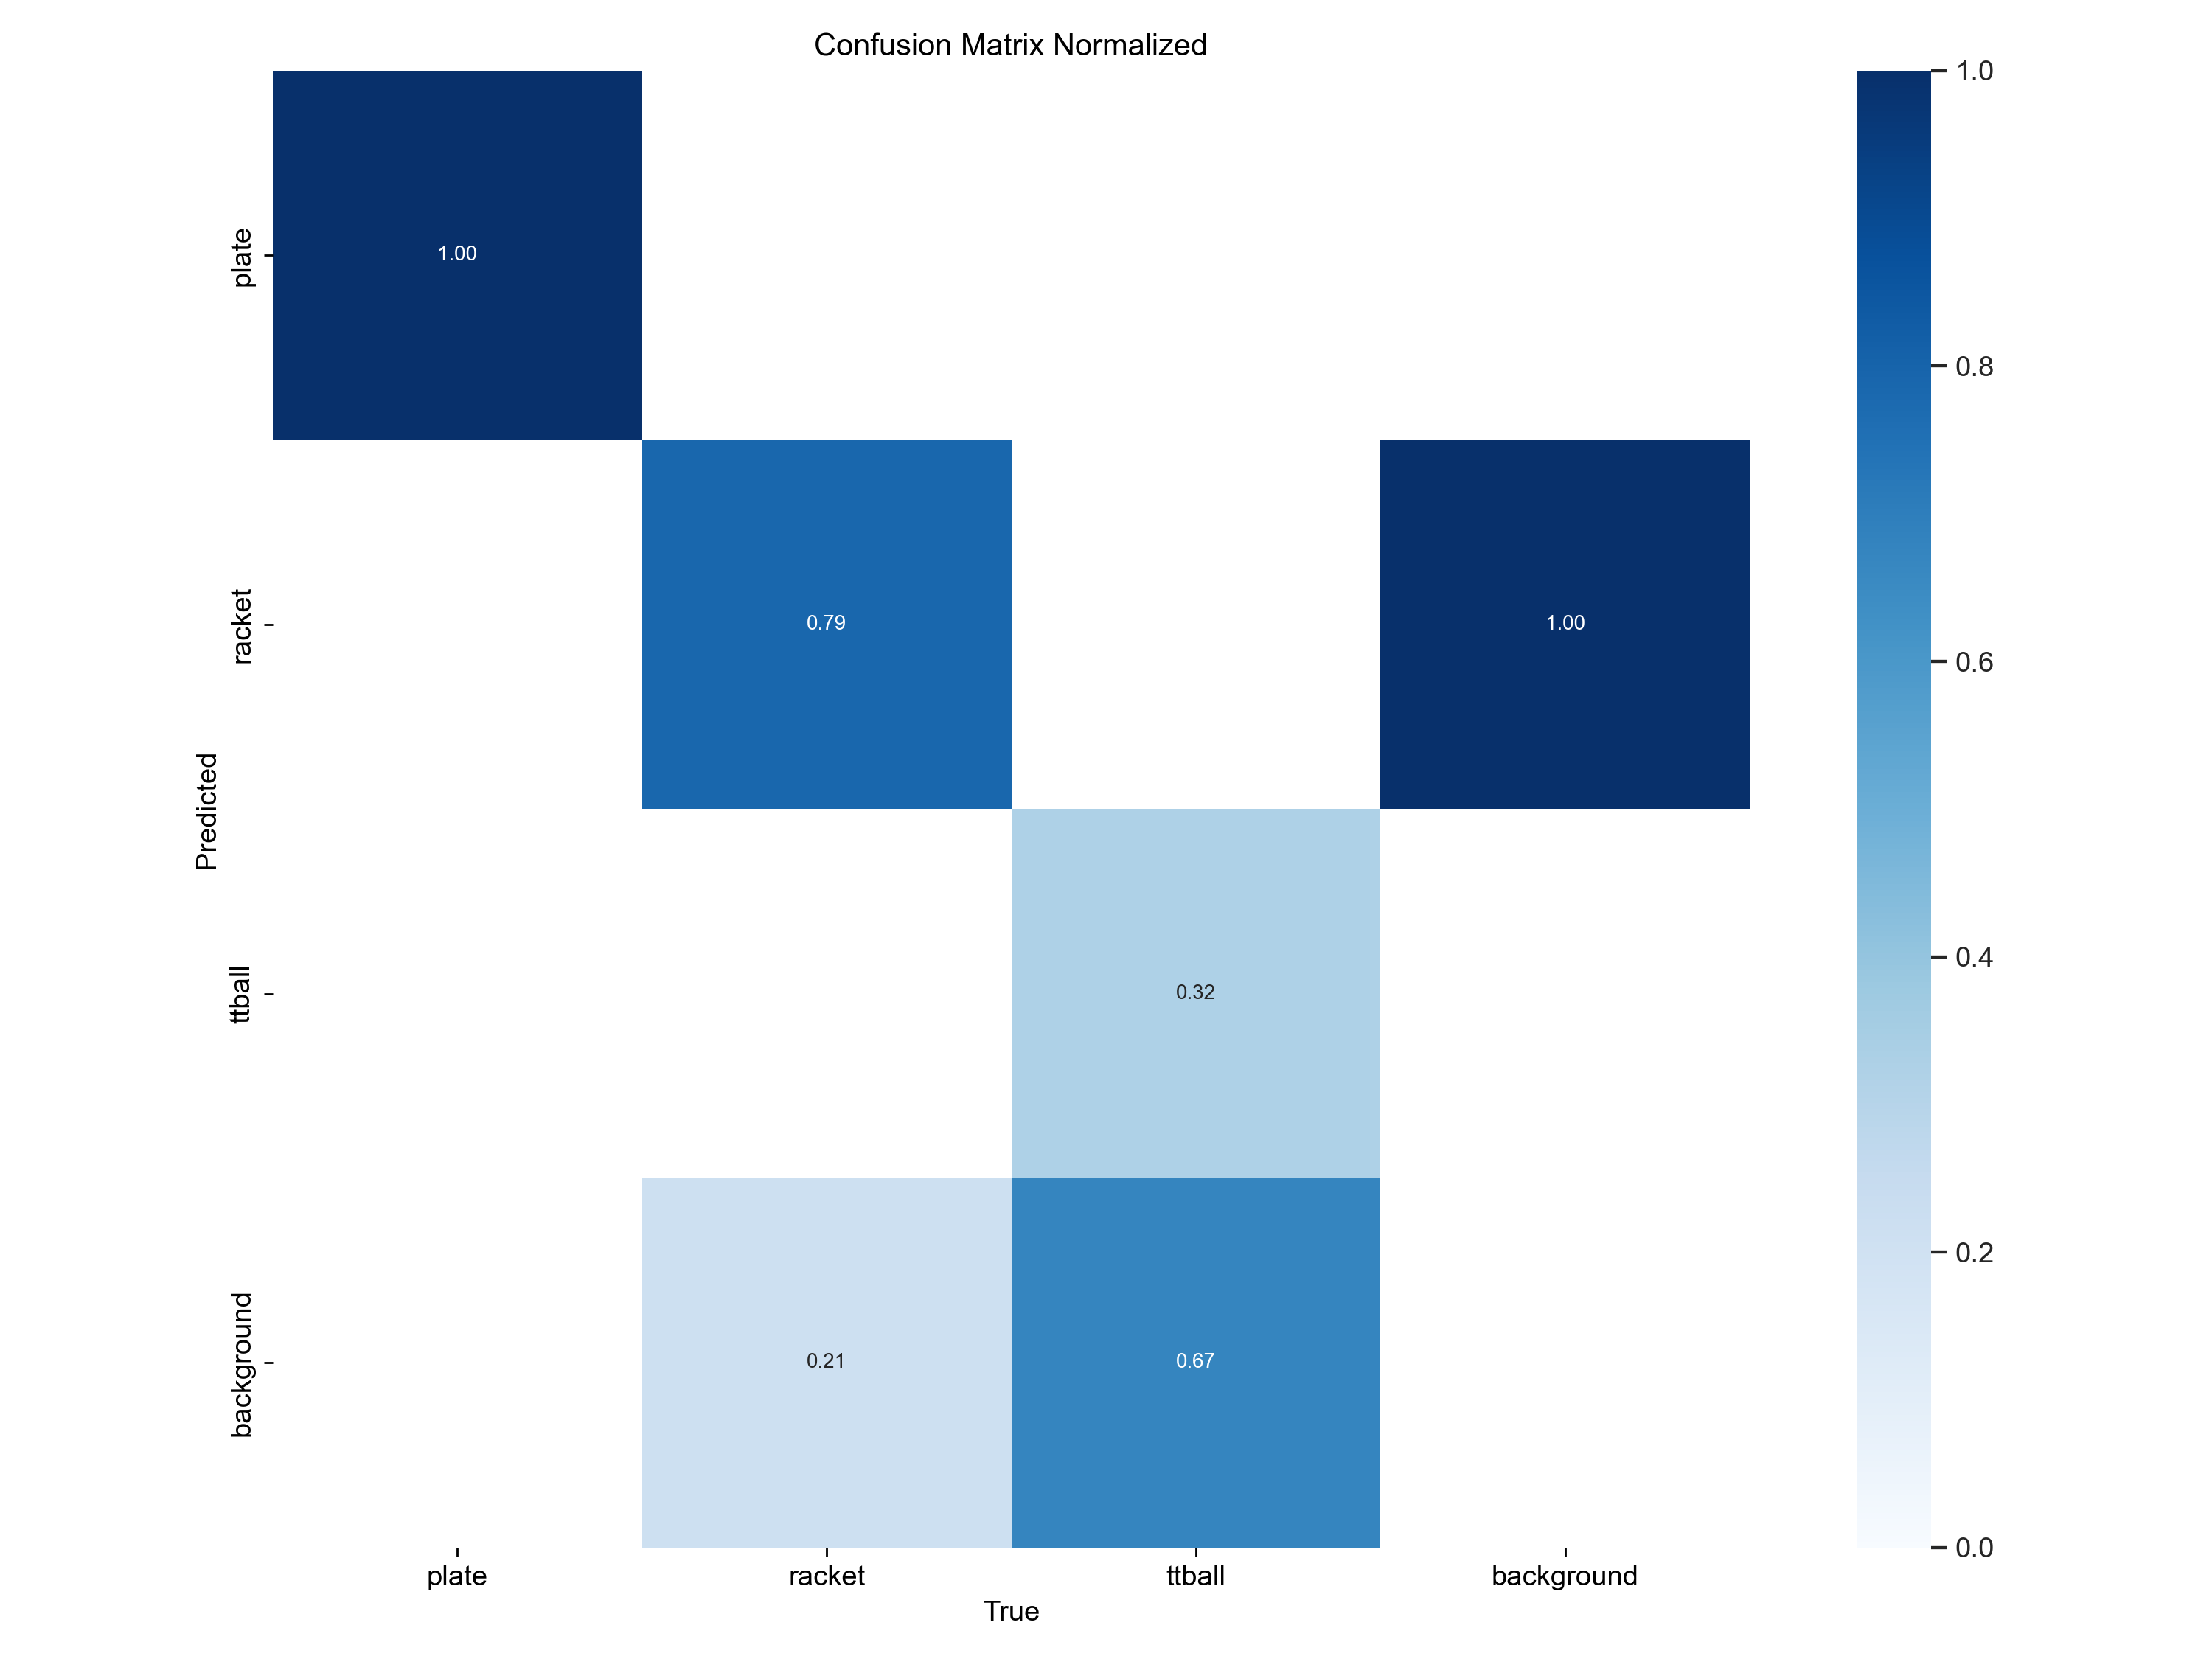 Confusion Matrix Normalized
1.0
plate
1.00
0.8
racket
0.79
1.00
0.6
Predicted
0.4
ttball
0.32
0.2
background
0.21
0.67
0.0
plate
racket
ttball
background
True